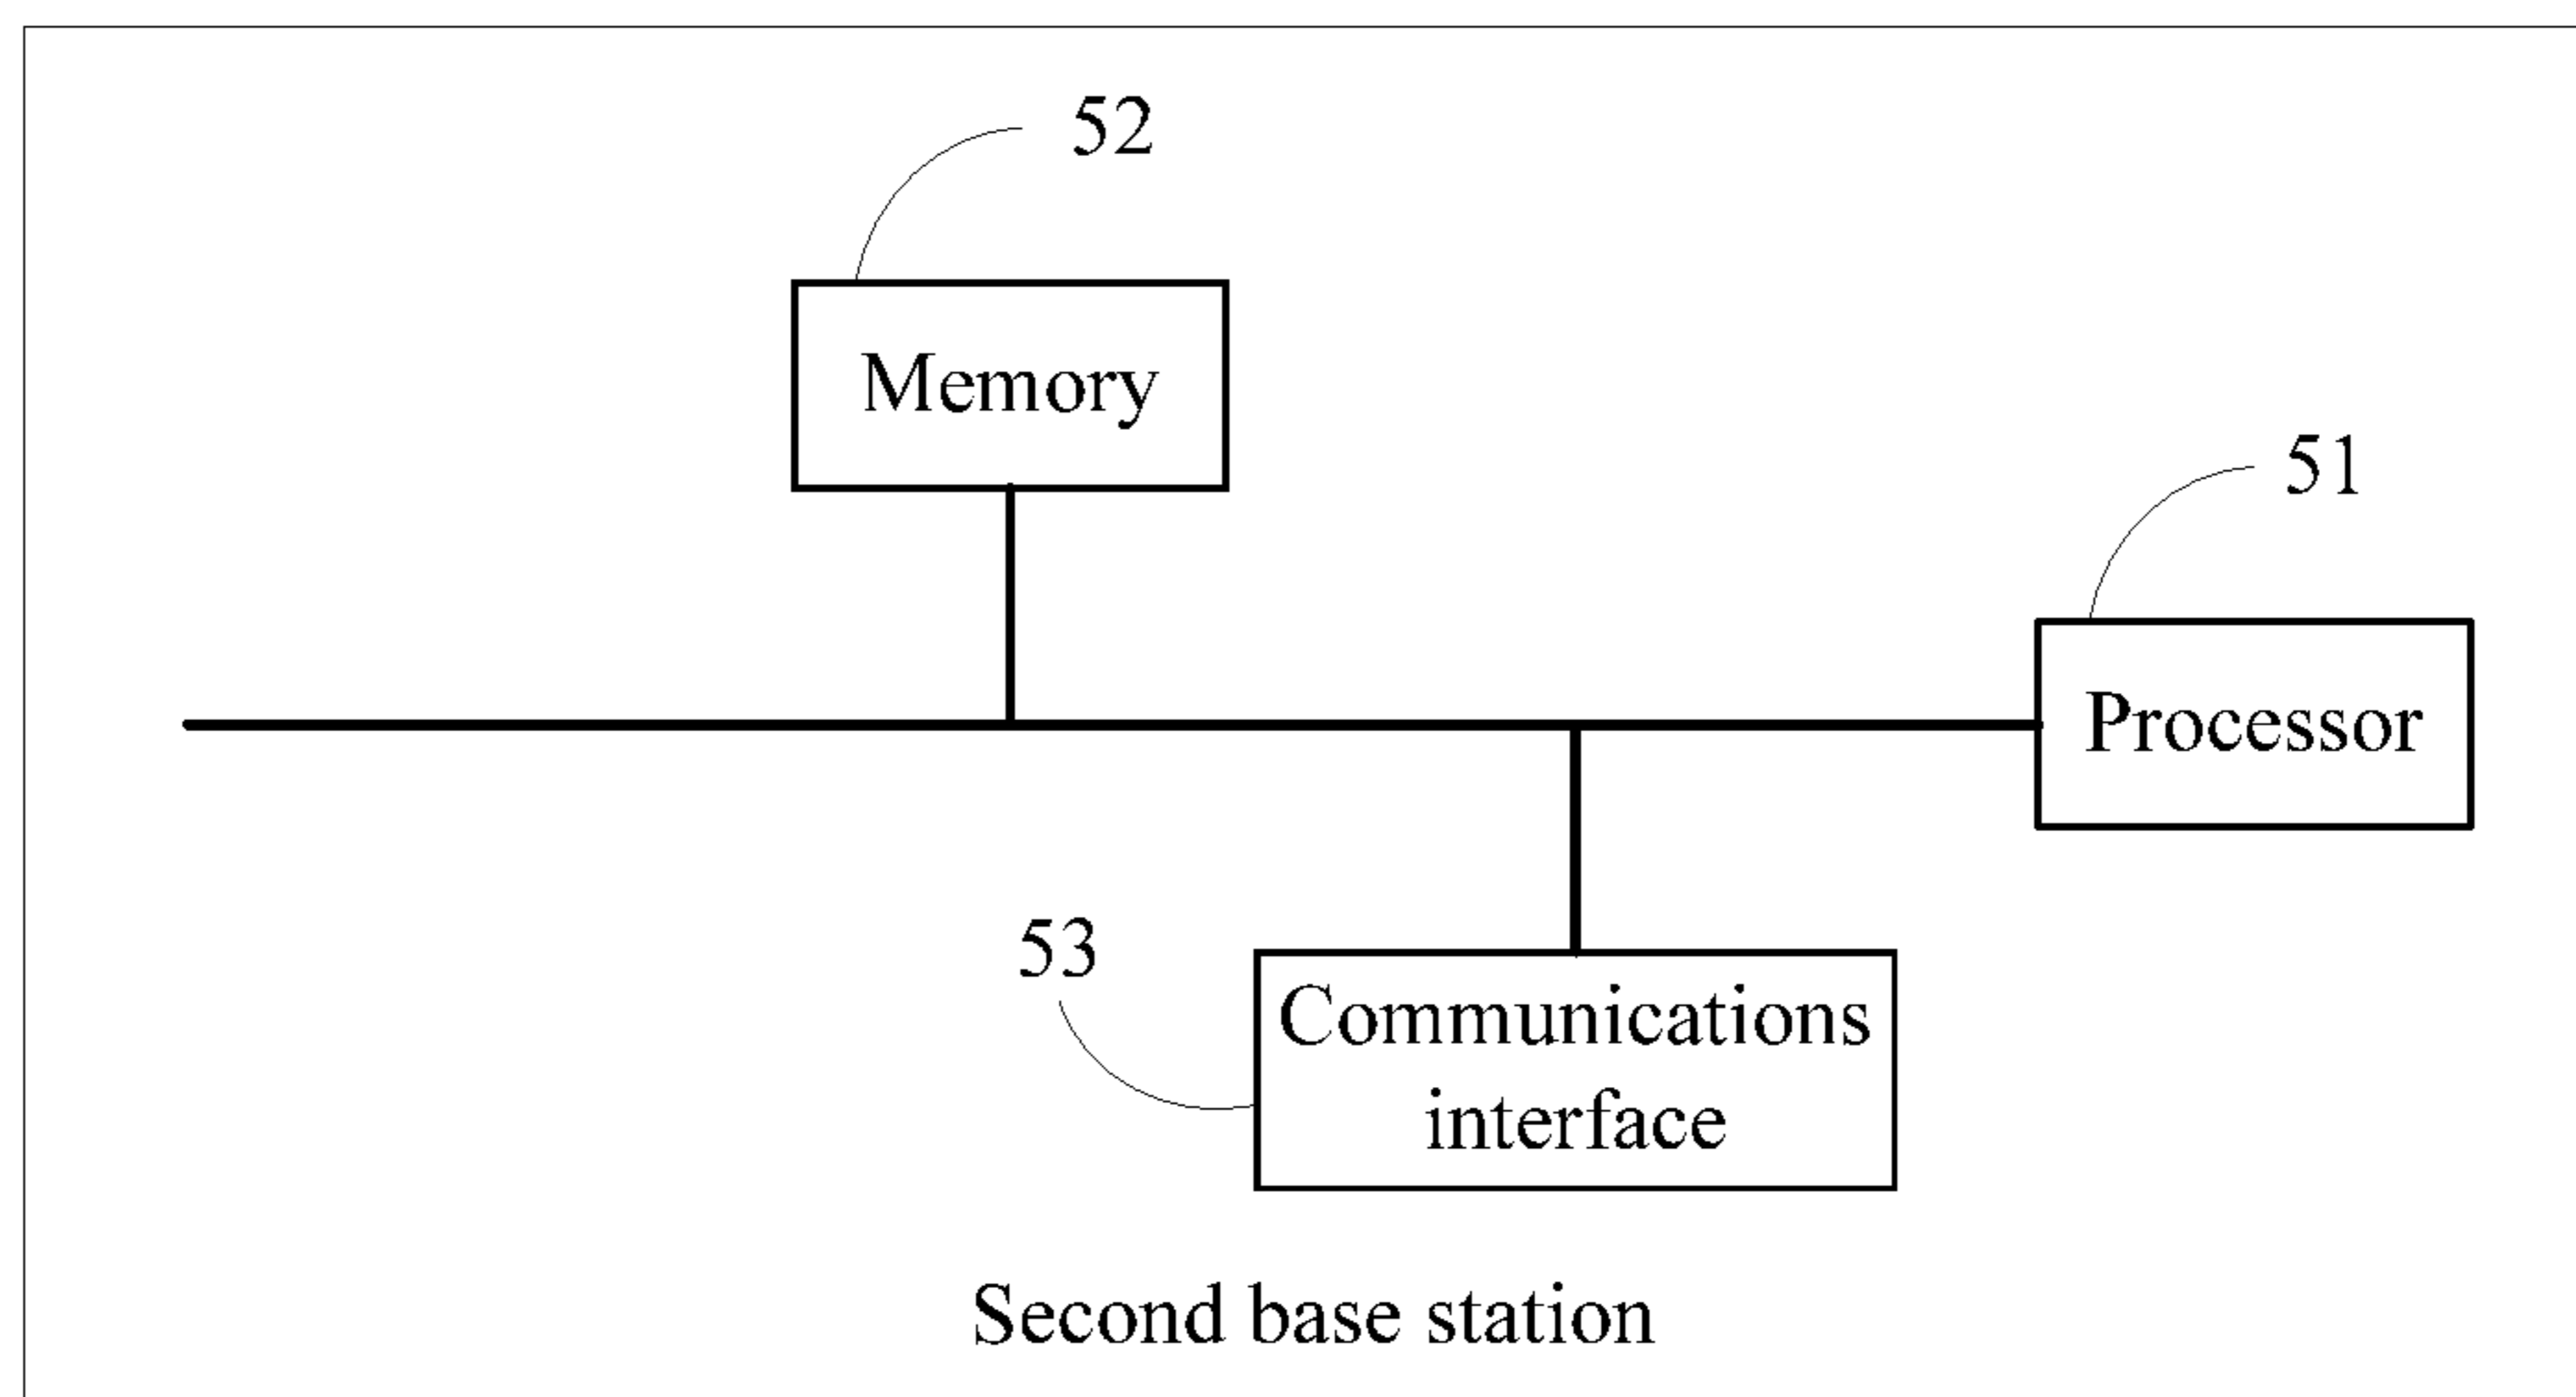 52
Memory
51
Processor
53
Communications
interface
Second base station